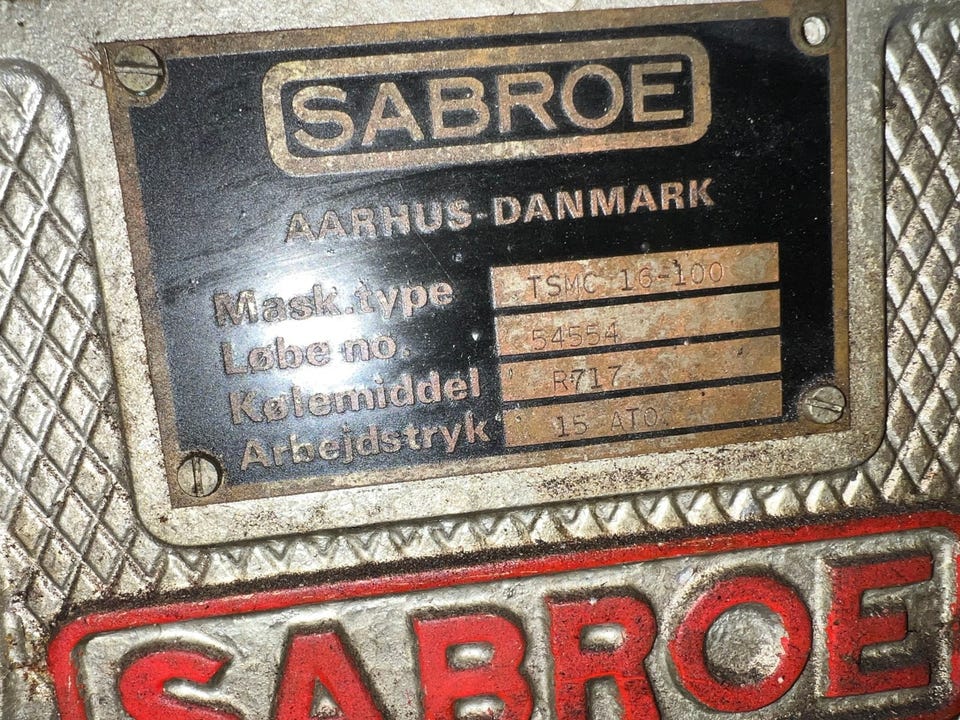 SABROE
AARHUS-DANMARK
Mask.type TSMC 16-100
Løbe no. 54554
Kølemiddel R717
Arbejdstryk 15 ATO.
SABROE